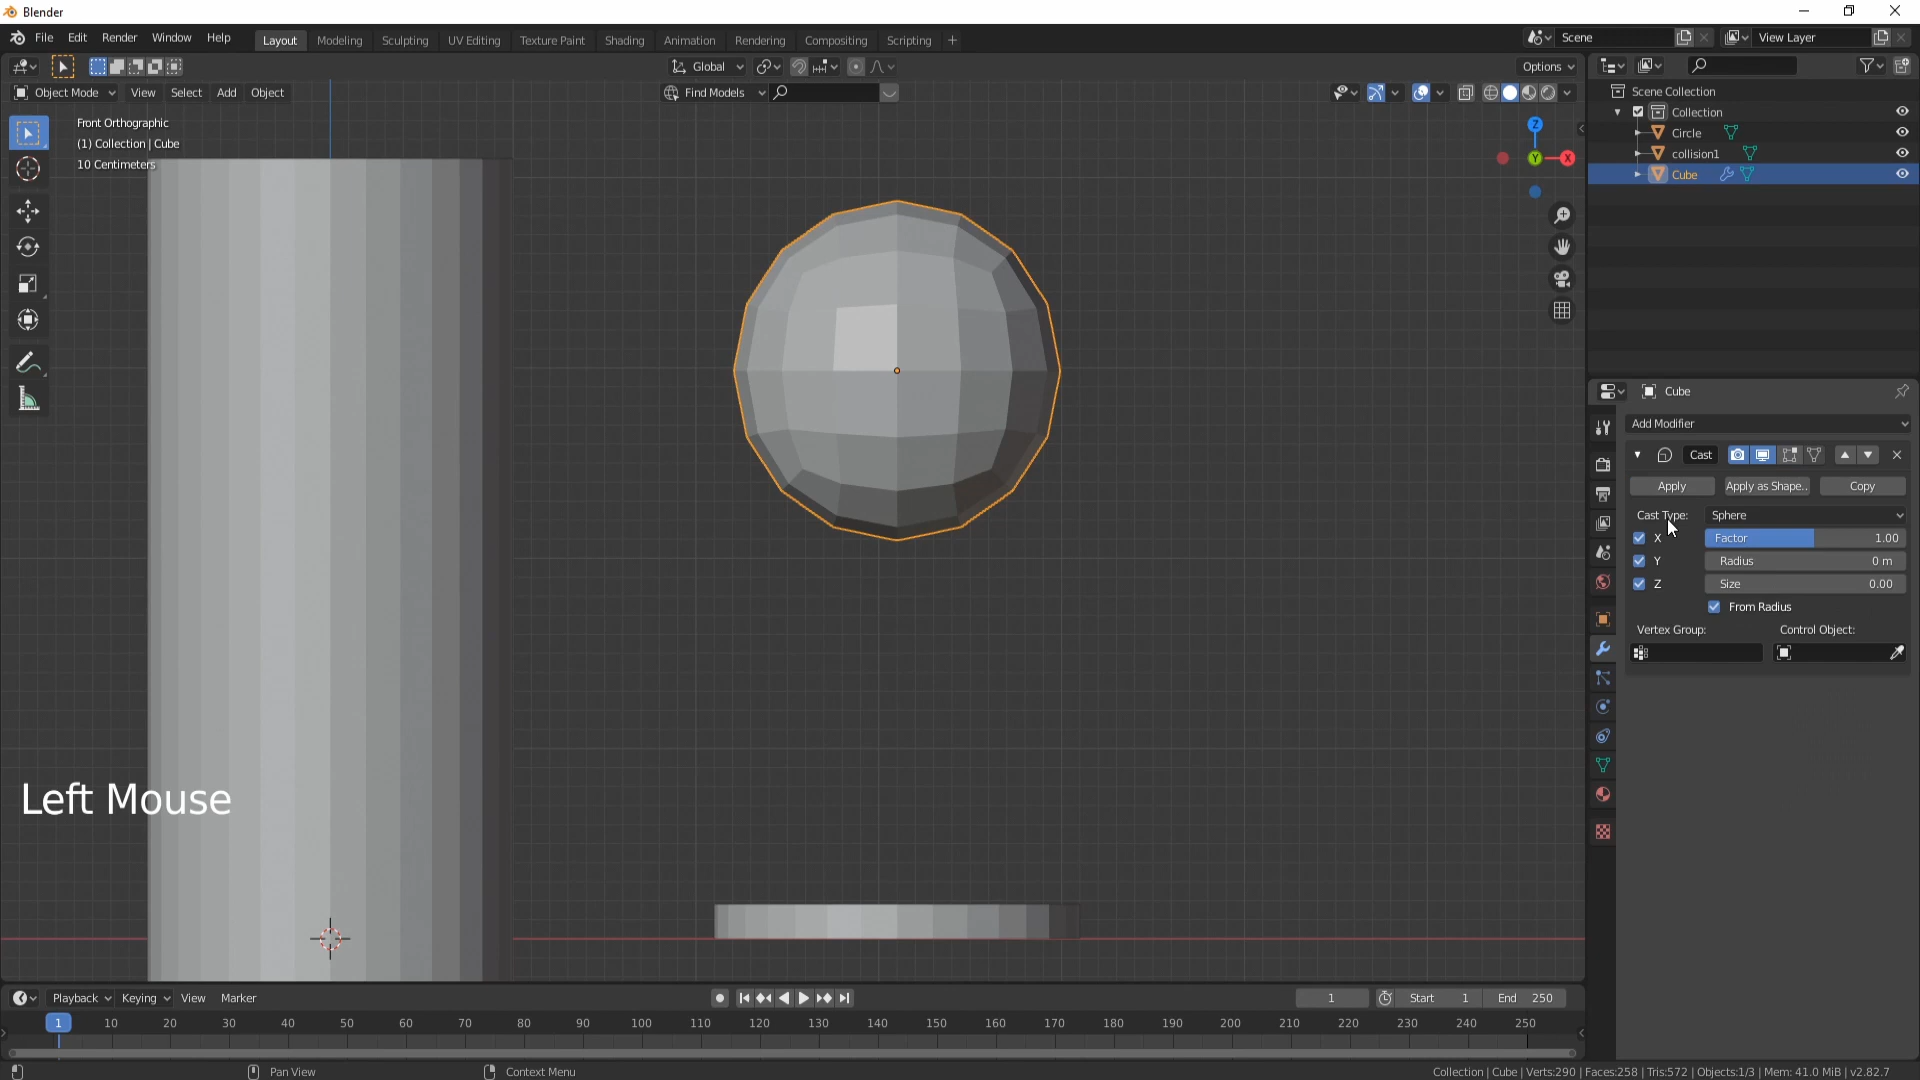 Blender
File Edit Render Window Help Layout Modeling Sculpting UV Editing Texture Paint Shading Animation Rendering Compositing Scripting + Scene View Layer
Global Options
Object Mode View Select Add Object Find Models
Front Orthographic
(1) Collection | Cube
10 Centimeters
Z
Y
X
Scene Collection
Collection
Circle
collision1
Cube
Cube
Add Modifier
Cast
Apply Apply as Shape.. Copy
Cast Type: Sphere
X Factor 1.00
Y Radius 0 m
Z Size 0.00
From Radius
Vertex Group: Control Object:
Left Mouse
Playback Keying View Marker 1 Start 1 End 250
1 10 20 30 40 50 60 70 80 90 100 110 120 130 140 150 160 170 180 190 200 210 220 230 240 250
Pan View Context Menu Collection | Cube | Verts:290 | Faces:258 | Tris:572 | Objects:1/3 | Mem: 41.0 MiB | v2.82.7